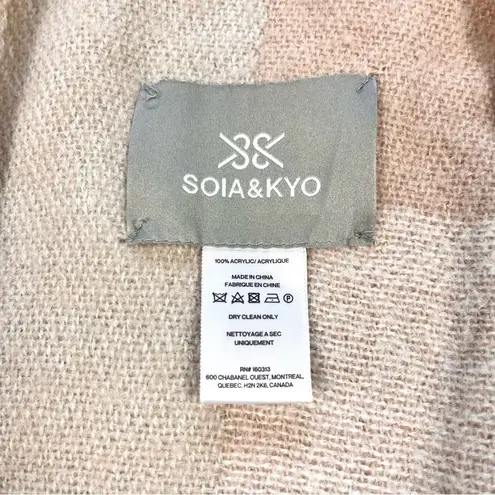 SOIA&KYO
100% ACRYLIC/ ACRYLIQUE
MADE IN CHINA
FABRIQUE EN CHINE
DRY CLEAN ONLY
NETTOYAGE A SEC
UNIQUEMENT
RN# 160313
600 CHABANEL OUEST, MONTREAL,
QUEBEC. H2N 2K6, CANADA